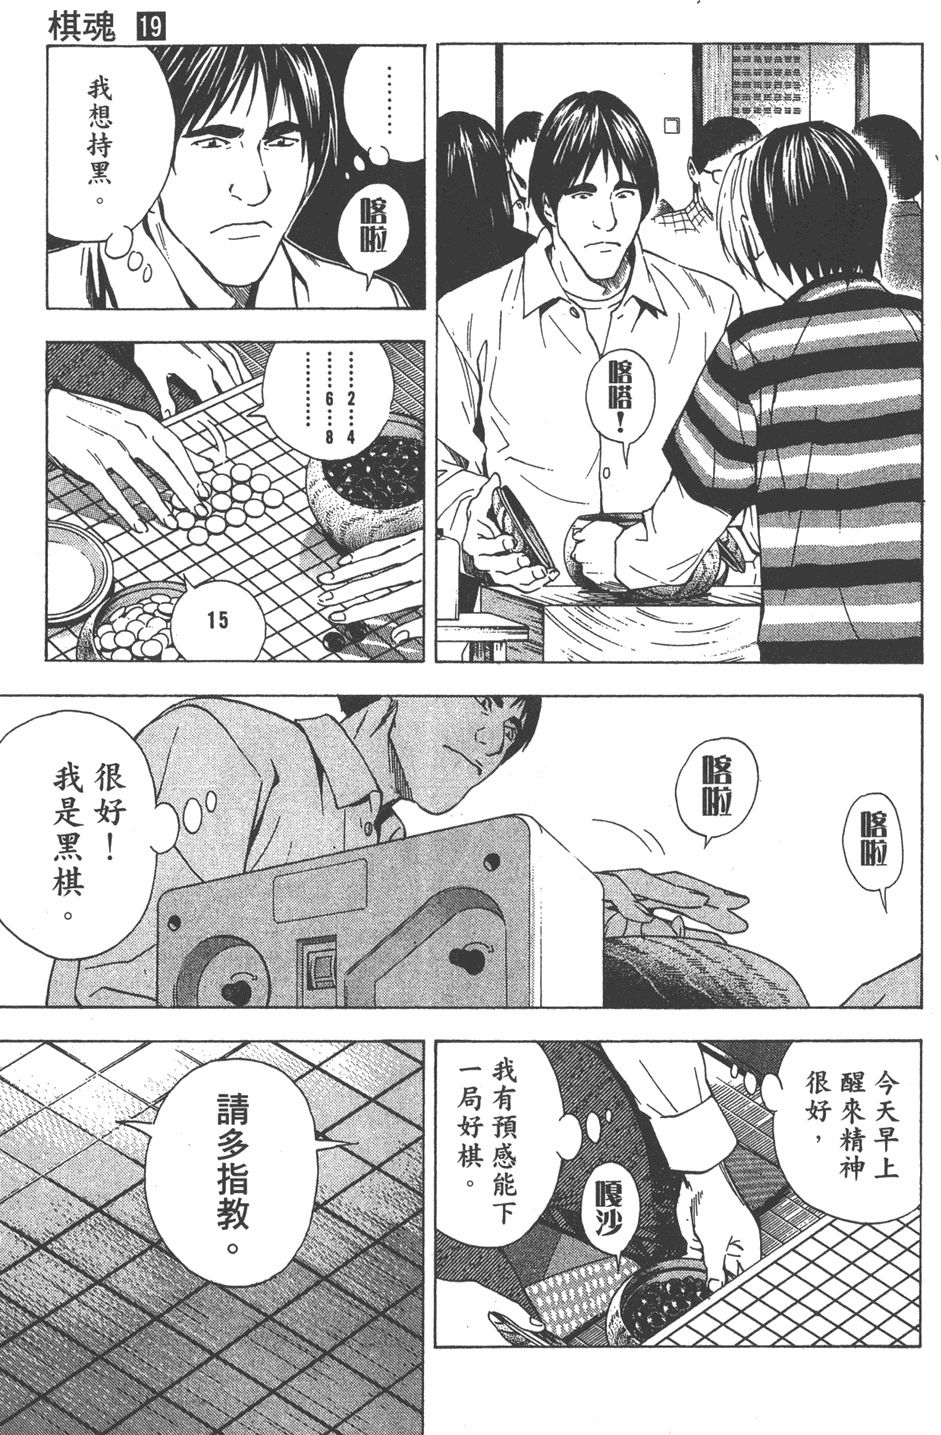 棋魂 19
喀嗒！
………
我想持黑。
喀啦
…2…4
…6…8
………
15
喀啦
喀啦
很好！
我是黑棋。
今天早上
醒來精神
很好，
我有預感能下
一局好棋。
嘎沙
請多指教。